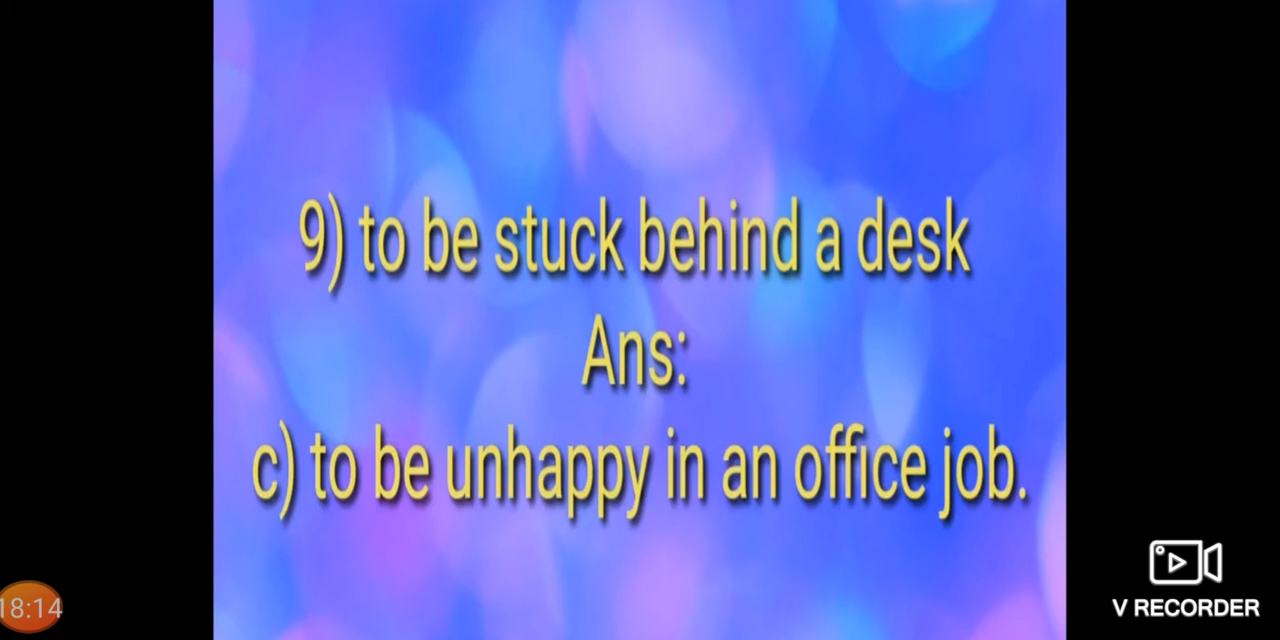 9) to be stuck behind a desk
Ans:
c) to be unhappy in an office job.
18:14
V RECORDER